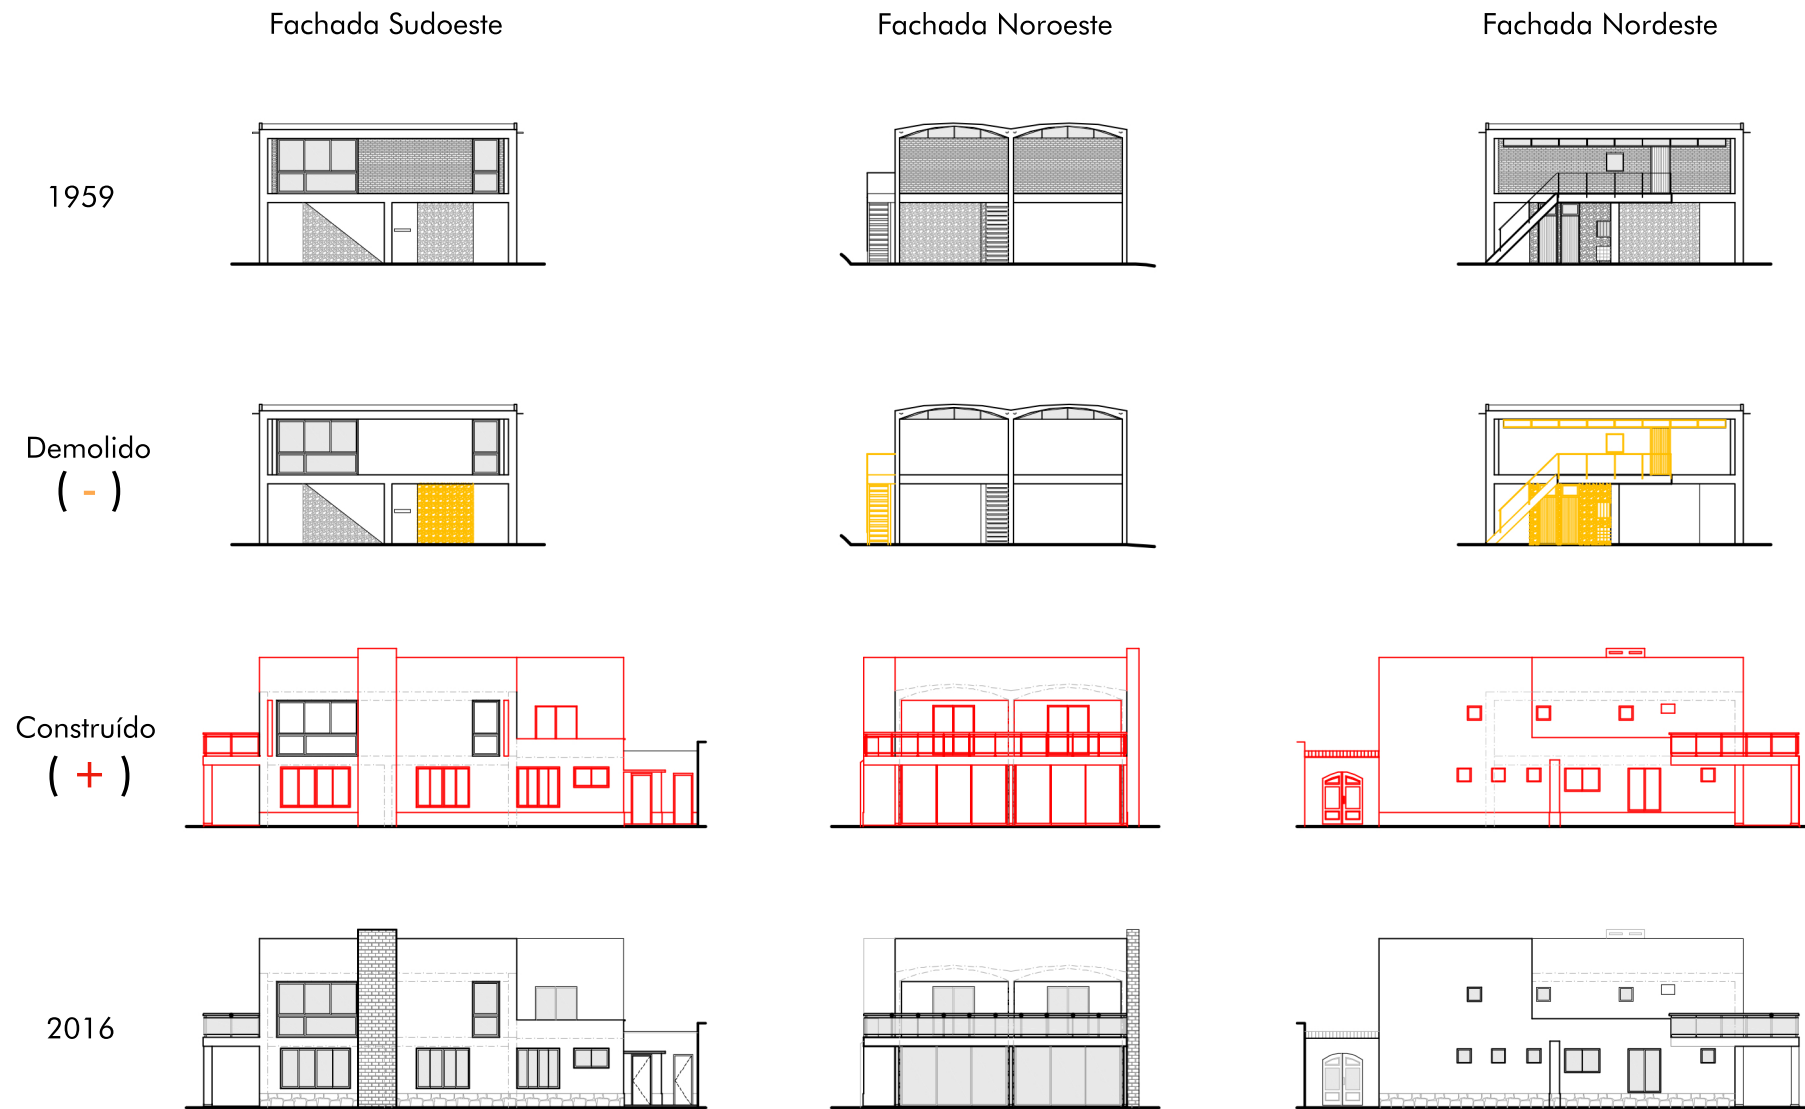 Fachada Sudoeste
Fachada Noroeste
Fachada Nordeste
1959
Demolido
( - )
Construído
( + )
2016